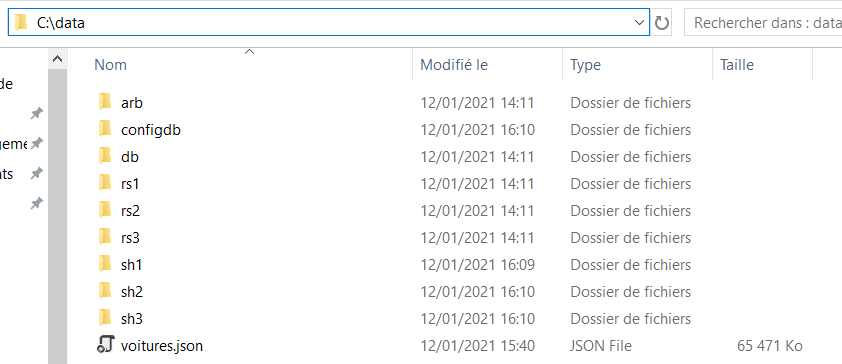 C:\data
Rechercher dans : data
Nom Modifié le Type Taille
de
arb 12/01/2021 14:11 Dossier de fichiers
configdb 12/01/2021 16:10 Dossier de fichiers
geme
db 12/01/2021 14:11 Dossier de fichiers
nts
rs1 12/01/2021 14:11 Dossier de fichiers
rs2 12/01/2021 14:11 Dossier de fichiers
rs3 12/01/2021 14:11 Dossier de fichiers
sh1 12/01/2021 16:09 Dossier de fichiers
sh2 12/01/2021 16:10 Dossier de fichiers
sh3 12/01/2021 16:10 Dossier de fichiers
voitures.json 12/01/2021 15:40 JSON File 65 471 Ko